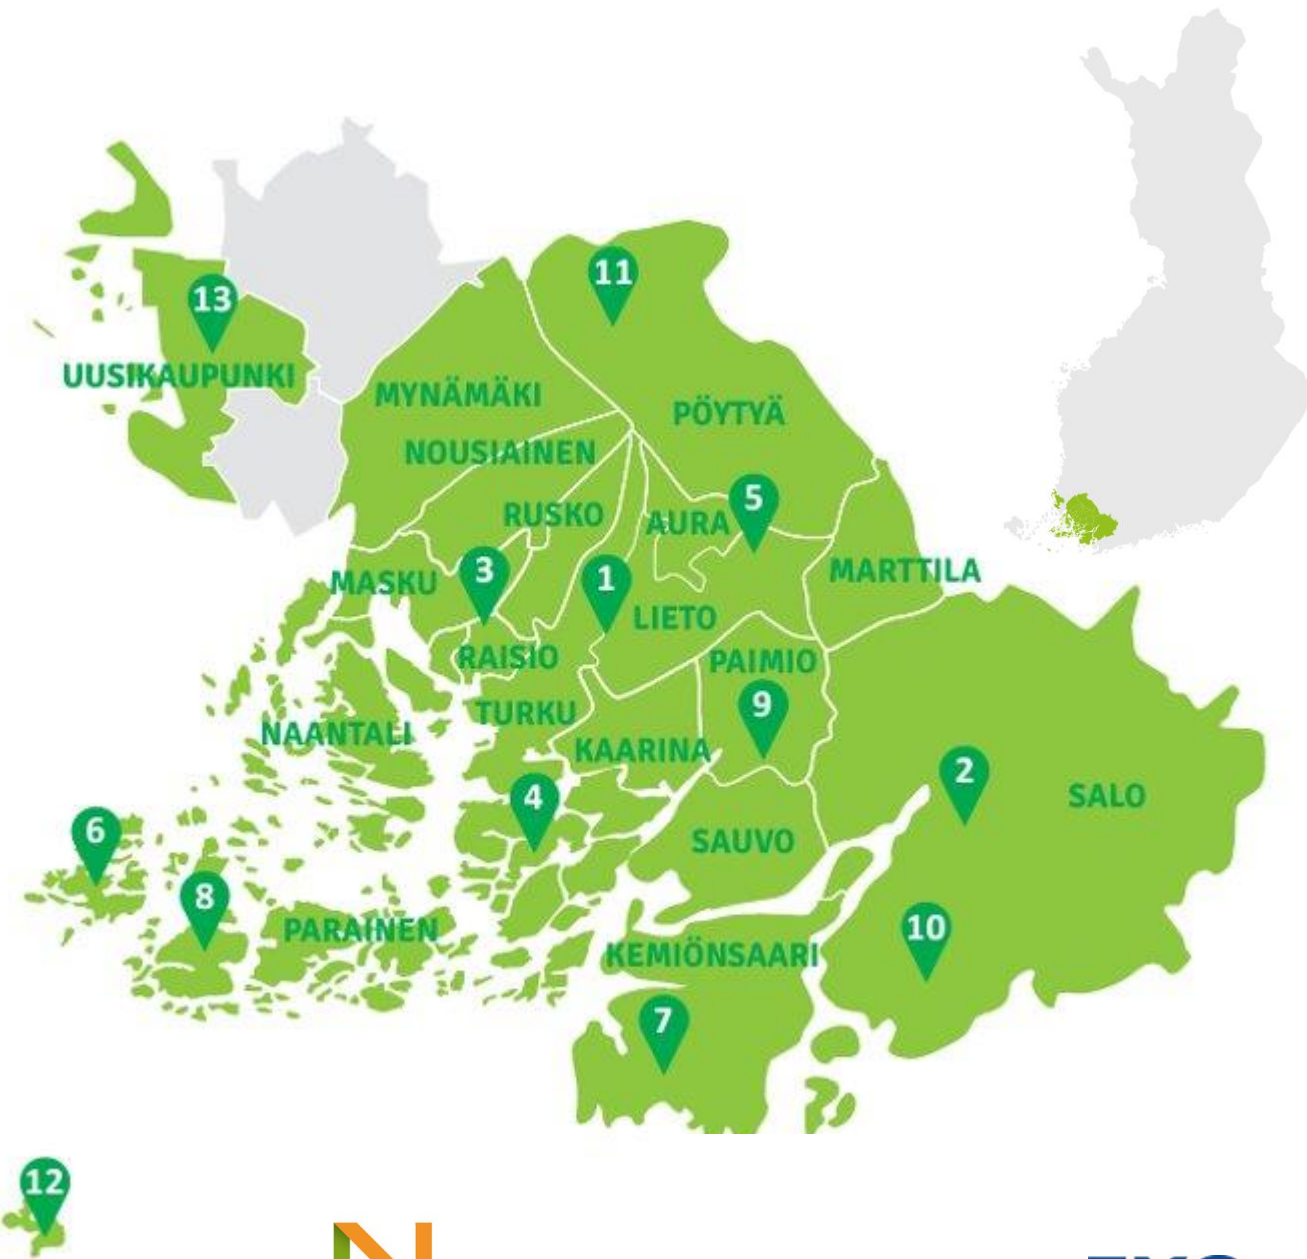 11
13
UUSIKAUPUNKI
MYNÄMÄKI
PÖYTYÄ
NOUSIAINEN
5
RUSKO
AURA
3
1
MASKU
MARTTILA
LIETO
RAISIO
PAIMIO
9
TURKU
NAANTALI
KAARINA
2
4
SALO
6
SAUVO
8
10
PARAINEN
KEMIÖNSAARI
7
12